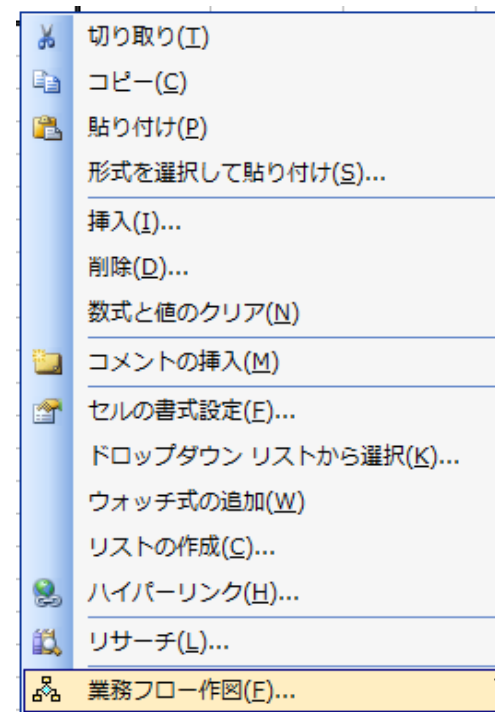 切り取り(T)
コピー(C)
貼り付け(P)
形式を選択して貼り付け(S)...
挿入(I)...
削除(D)...
数式と値のクリア(N)
コメントの挿入(M)
セルの書式設定(F)...
ドロップダウン リストから選択(K)...
ウォッチ式の追加(W)
リストの作成(C)...
ハイパーリンク(H)...
リサーチ(L)...
業務フロー作図(F)...